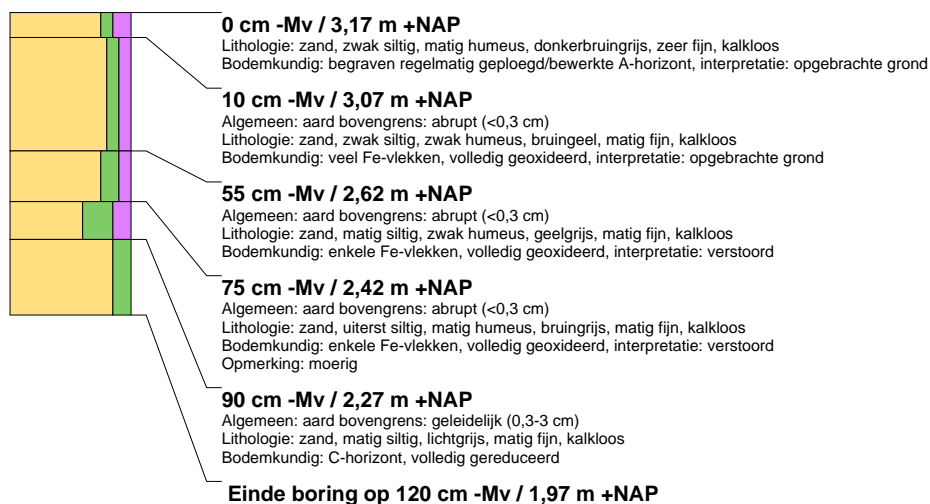 0 cm -Mv / 3,17 m +NAP
Lithologie: zand, zwak siltig, matig humeus, donkerbruingrijs, zeer fijn, kalkloos
Bodemkundig: begraven regelmatig geploegd/bewerkte A-horizont, interpretatie: opgebrachte grond
10 cm -Mv / 3,07 m +NAP
Algemeen: aard bovengrens: abrupt (<0,3 cm)
Lithologie: zand, zwak siltig, zwak humeus, bruingeel, matig fijn, kalkloos
Bodemkundig: veel Fe-vlekken, volledig geoxideerd, interpretatie: opgebrachte grond
55 cm -Mv / 2,62 m +NAP
Algemeen: aard bovengrens: abrupt (<0,3 cm)
Lithologie: zand, matig siltig, zwak humeus, geelgrijs, matig fijn, kalkloos
Bodemkundig: enkele Fe-vlekken, volledig geoxideerd, interpretatie: verstoord
75 cm -Mv / 2,42 m +NAP
Algemeen: aard bovengrens: abrupt (<0,3 cm)
Lithologie: zand, uiterst siltig, matig humeus, bruingrijs, matig fijn, kalkloos
Bodemkundig: enkele Fe-vlekken, volledig geoxideerd, interpretatie: verstoord
Opmerking: moerig
90 cm -Mv / 2,27 m +NAP
Algemeen: aard bovengrens: geleidelijk (0,3-3 cm)
Lithologie: zand, matig siltig, lichtgrijs, matig fijn, kalkloos
Bodemkundig: C-horizont, volledig gereduceerd
Einde boring op 120 cm -Mv / 1,97 m +NAP